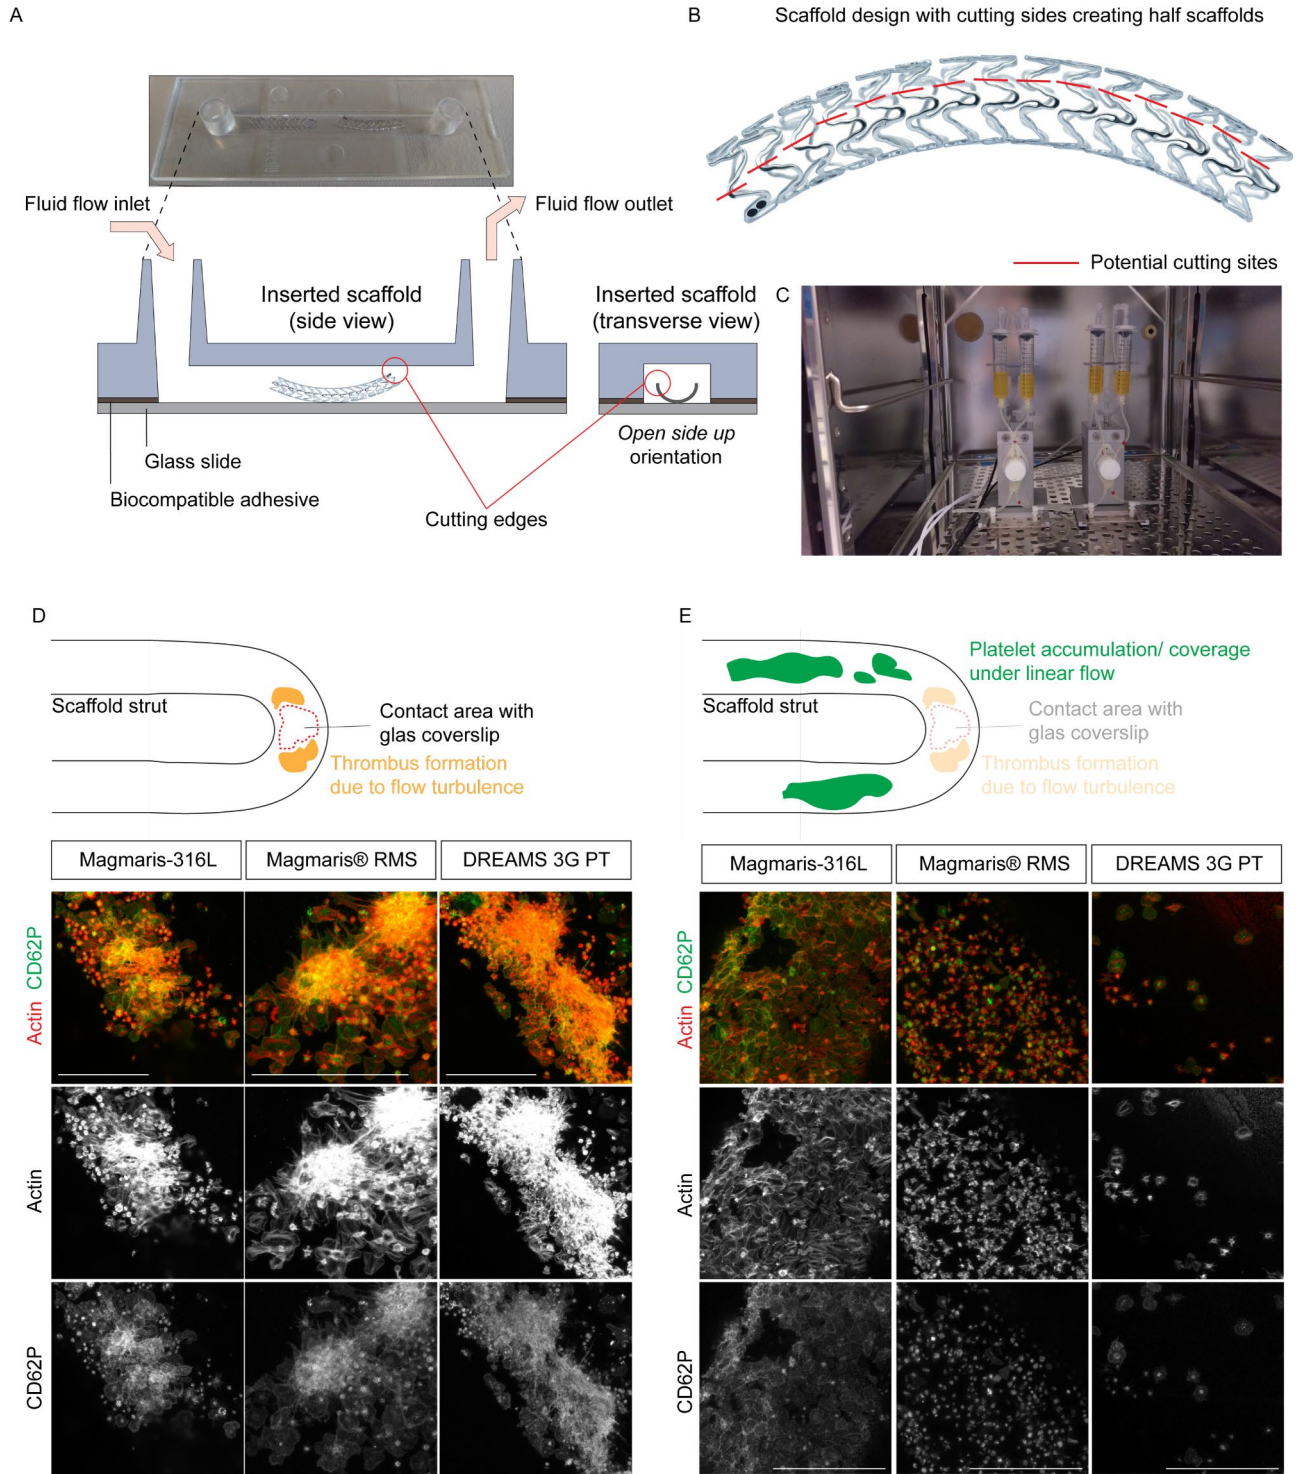 A
Fluid flow inlet
Fluid flow outlet
Inserted scaffold
(side view)
Inserted scaffold
(transverse view)
Open side up
orientation
Glass slide
Biocompatible adhesive
Cutting edges
B
Scaffold design with cutting sides creating half scaffolds
Potential cutting sites
C
D
Scaffold strut
Contact area with
glas coverslip
Thrombus formation
due to flow turbulence
Magmaris-316L
Magmaris® RMS
DREAMS 3G PT
Actin CD62P
Actin
CD62P
E
Platelet accumulation/ coverage
under linear flow
Scaffold strut
Contact area with
glas coverslip
Thrombus formation
due to flow turbulence
Magmaris-316L
Magmaris® RMS
DREAMS 3G PT
Actin CD62P
Actin
CD62P